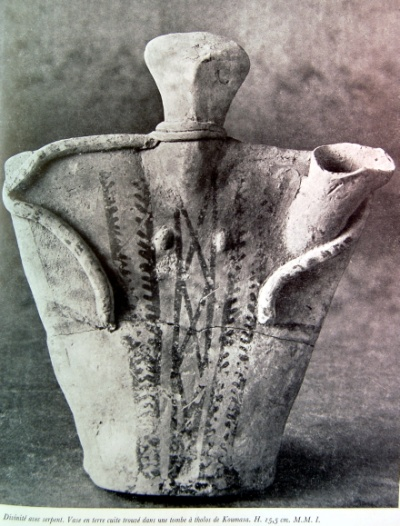 Divinité avec serpent. Vase en terre cuite trouvé dans une tombe à tholos de Koumasa. H. 15,5 cm. M.M. I.